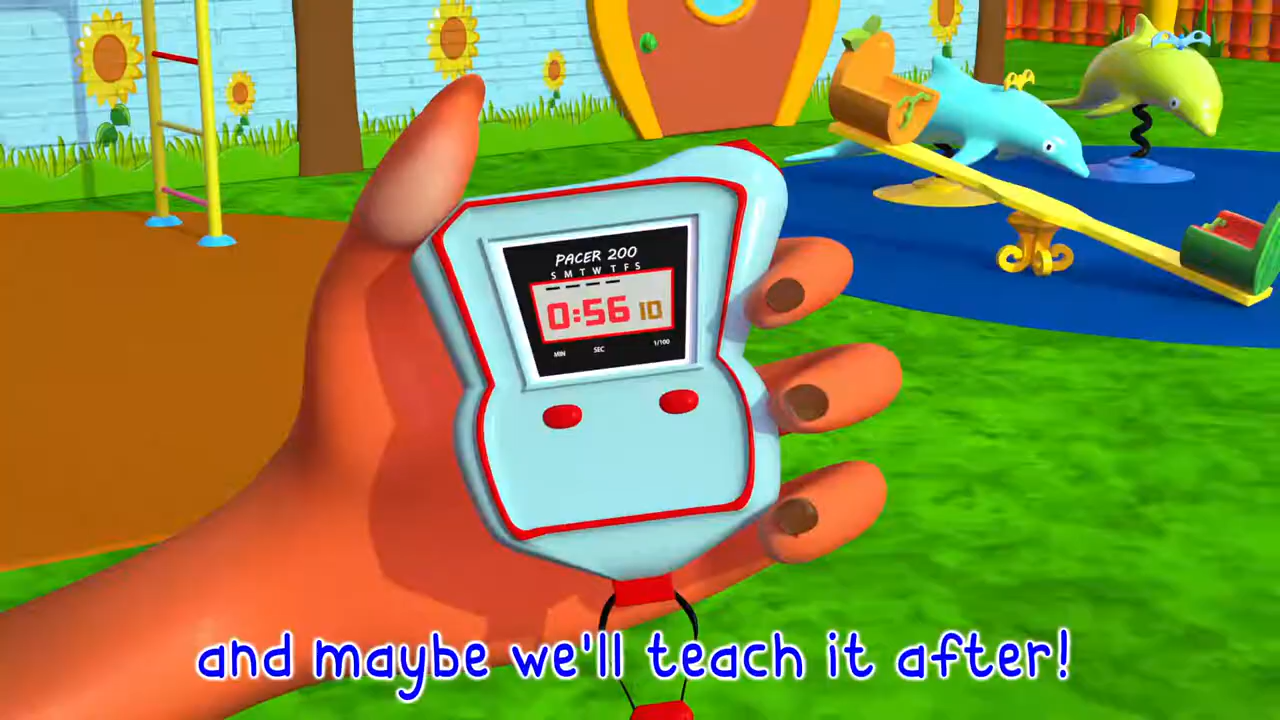 PACER 200
S M T W T F S
0:56 10
MIN SEC 1/100
and maybe we'll teach it after!